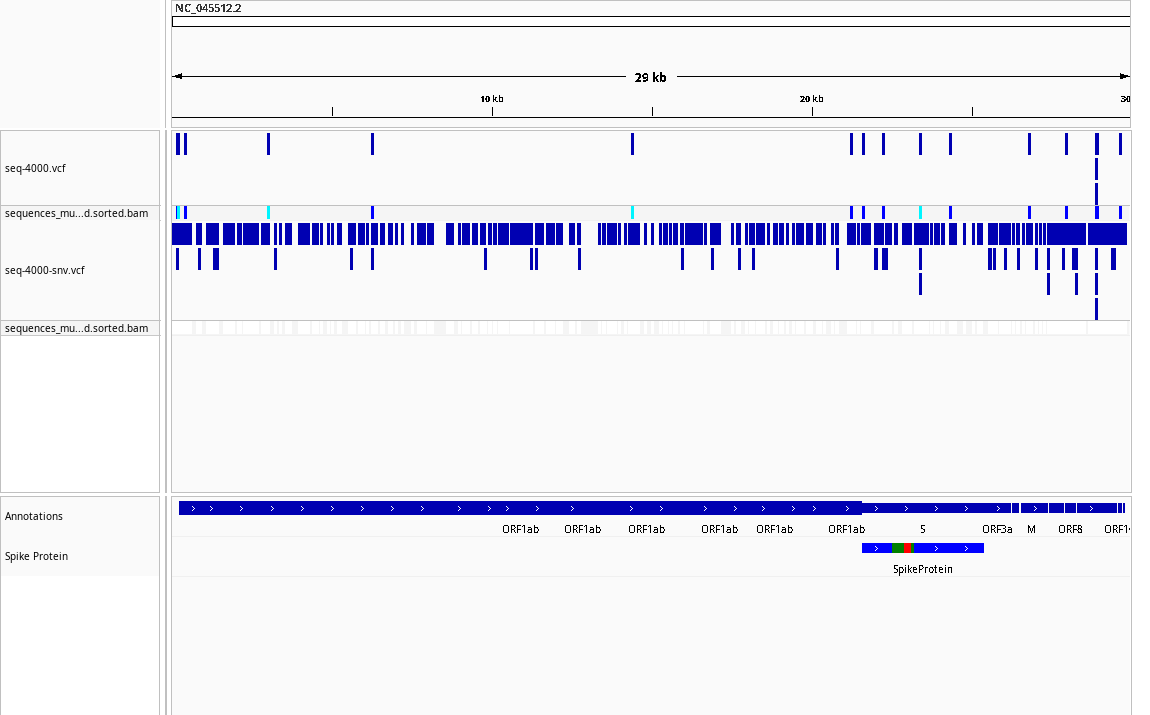 NC_045512.2
29 kb
10 kb 20 kb 30
seq-4000.vcf
sequences_mu...d.sorted.bam
seq-4000-snv.vcf
sequences_mu...d.sorted.bam
Annotations
ORF1ab ORF1ab ORF1ab ORF1ab ORF1ab ORF1ab S ORF3a M ORF8 ORF1
Spike Protein
SpikeProtein